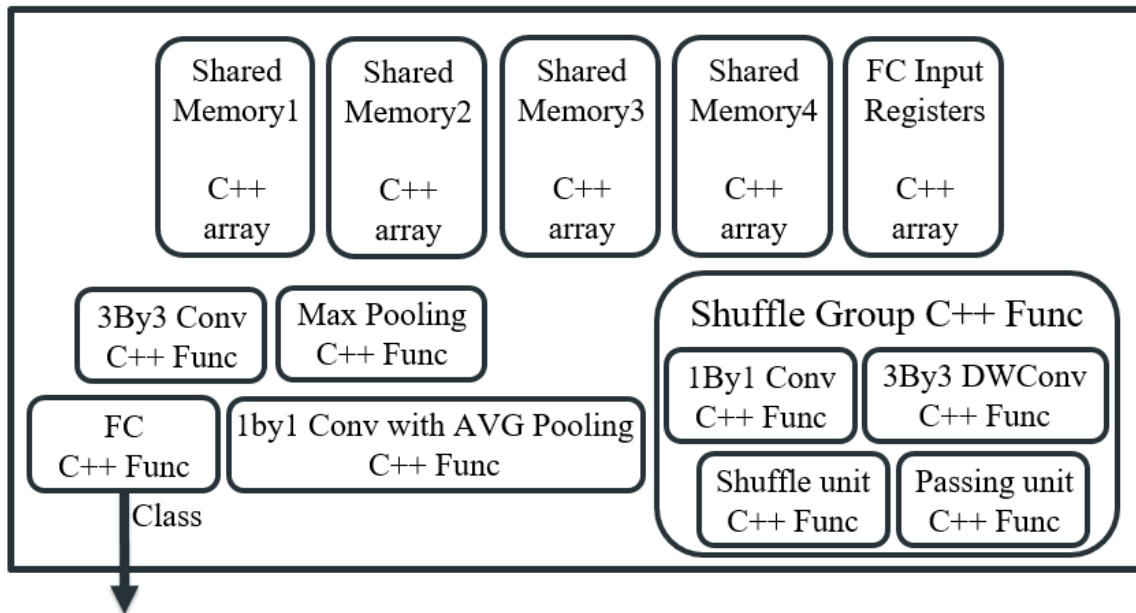 Shared
Memory1
C++
array
Shared
Memory2
C++
array
Shared
Memory3
C++
array
Shared
Memory4
C++
array
FC Input
Registers
C++
array
3By3 Conv
C++ Func
Max Pooling
C++ Func
FC
C++ Func
1by1 Conv with AVG Pooling
C++ Func
Class
Shuffle Group C++ Func
1By1 Conv
C++ Func
3By3 DWConv
C++ Func
Shuffle unit
C++ Func
Passing unit
C++ Func